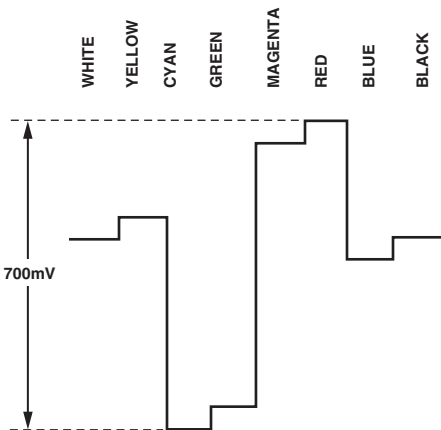 WHITE
YELLOW
CYAN
GREEN
MAGENTA
RED
BLUE
BLACK
700mV